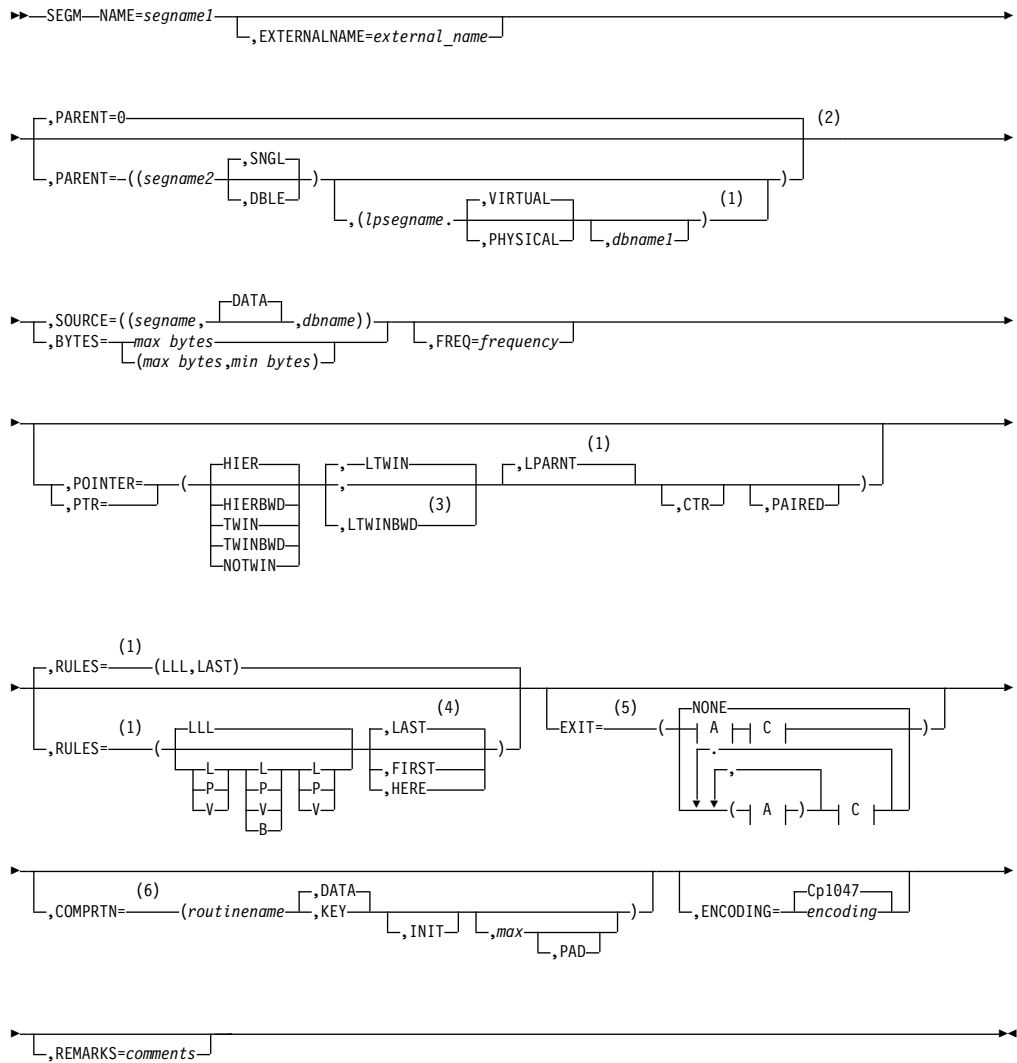 SEGM NAME=segname1
,EXTERNALNAME=external_name
,PARENT=0 (2)
,SNGL
,PARENT= ((segname2 ) )
,DBLE
,VIRTUAL (1)
,(lpsegname. )
,PHYSICAL ,dbname1
DATA
,SOURCE=((segname, ,dbname))
,BYTES= max bytes ,FREQ=frequency
(max bytes,min bytes)
(1)
HIER , LTWIN ,LPARNT
,POINTER= ( , )
,PTR= HIERBWD (3) ,CTR ,PAIRED
TWIN ,LTWINBWD
TWINBWD
NOTWIN
(1)
,RULES= (LLL,LAST)
(1) (4) (5) NONE
LLL ,LAST EXIT= ( A C )
,RULES= ( ) .
L L L ,FIRST ,
P P P ,HERE
V V V (A) C
B
(6) ,DATA Cp1047
,COMPRTN= (routinename ,KEY ) ,ENCODING= encoding
,INIT ,max
,PAD
,REMARKS=comments